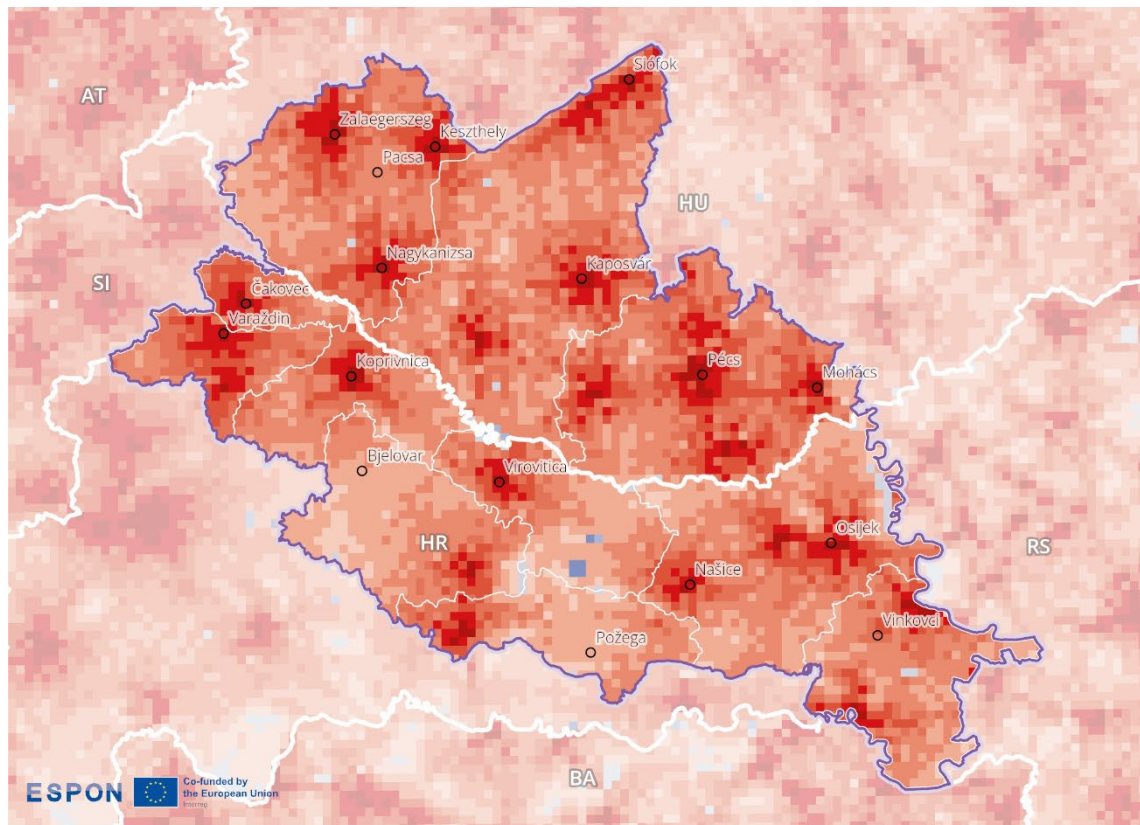 Siófok
AT
Zalaegerszeg
Keszthely
Pacsa
HU
Nagykanizsa
Kaposvár
SI
Čakovec
Varaždin
Pécs
Koprivnica
Mohács
Bjelovar
Virovitica
HR
Osijek
RS
Našice
Vinkovci
Požega
BA
ESPON
Co-funded by
the European Union
Interreg